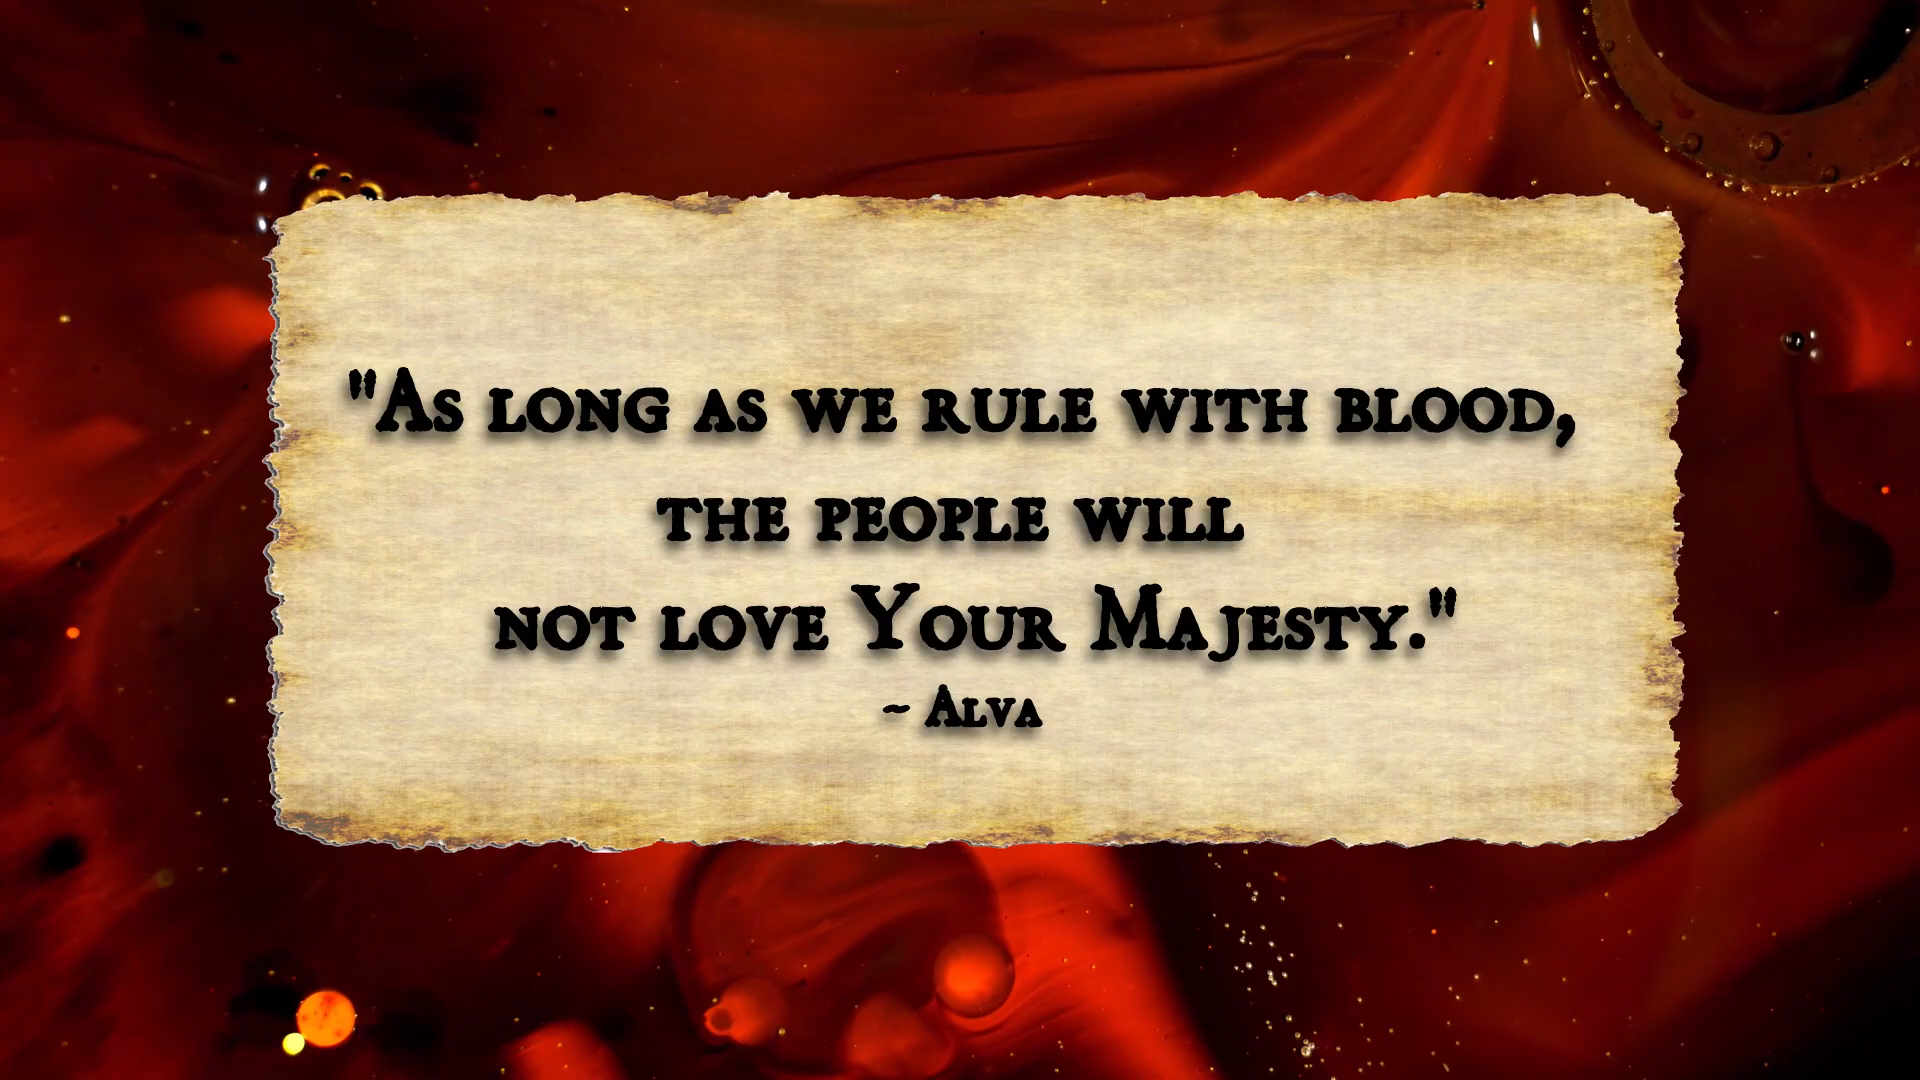 "As long as we rule with blood,
the people will
not love Your Majesty."
~ Alva